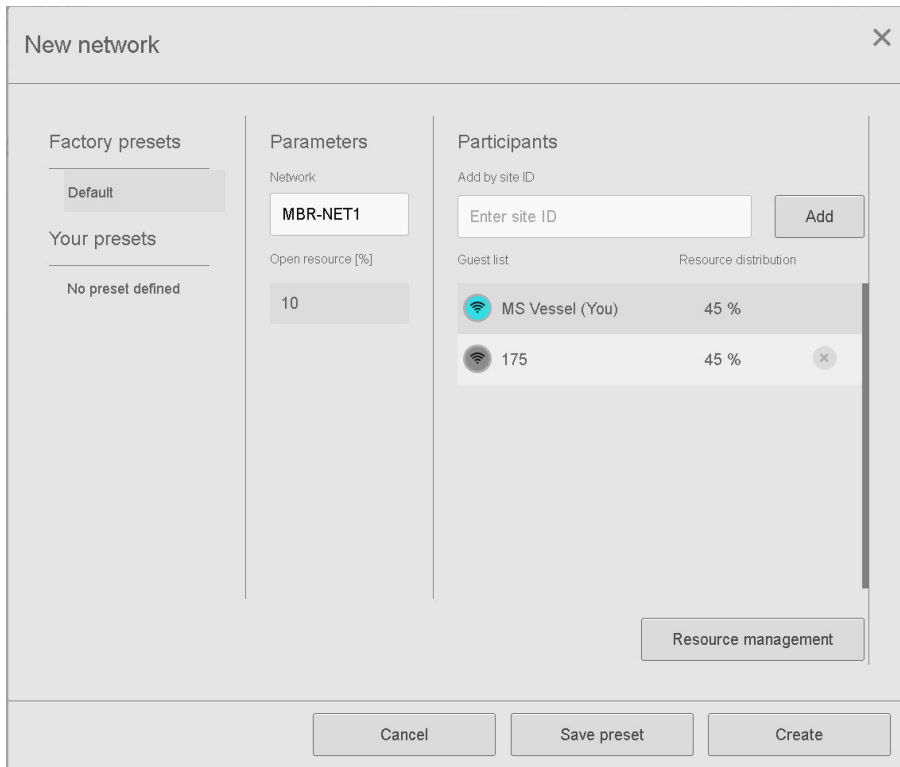 New network
Factory presets
Default
Your presets
No preset defined
Parameters
Network
MBR-NET1
Open resource [%]
10
Participants
Add by site ID
Enter site ID
Add
Guest list Resource distribution
MS Vessel (You) 45 %
175 45 %
Resource management
Cancel Save preset Create